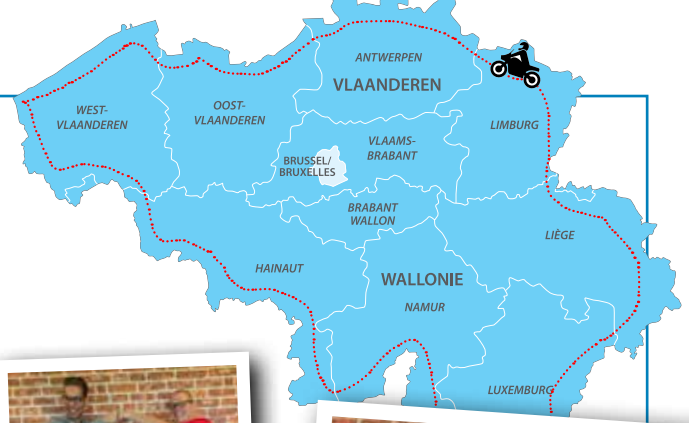 ANTWERPEN
VLAANDEREN
WEST-
VLAANDEREN
OOST-
VLAANDEREN
LIMBURG
VLAAMS-
BRABANT
BRUSSEL/
BRUXELLES
BRABANT
WALLON
LIÈGE
HAINAUT
WALLONIE
NAMUR
LUXEMBURG